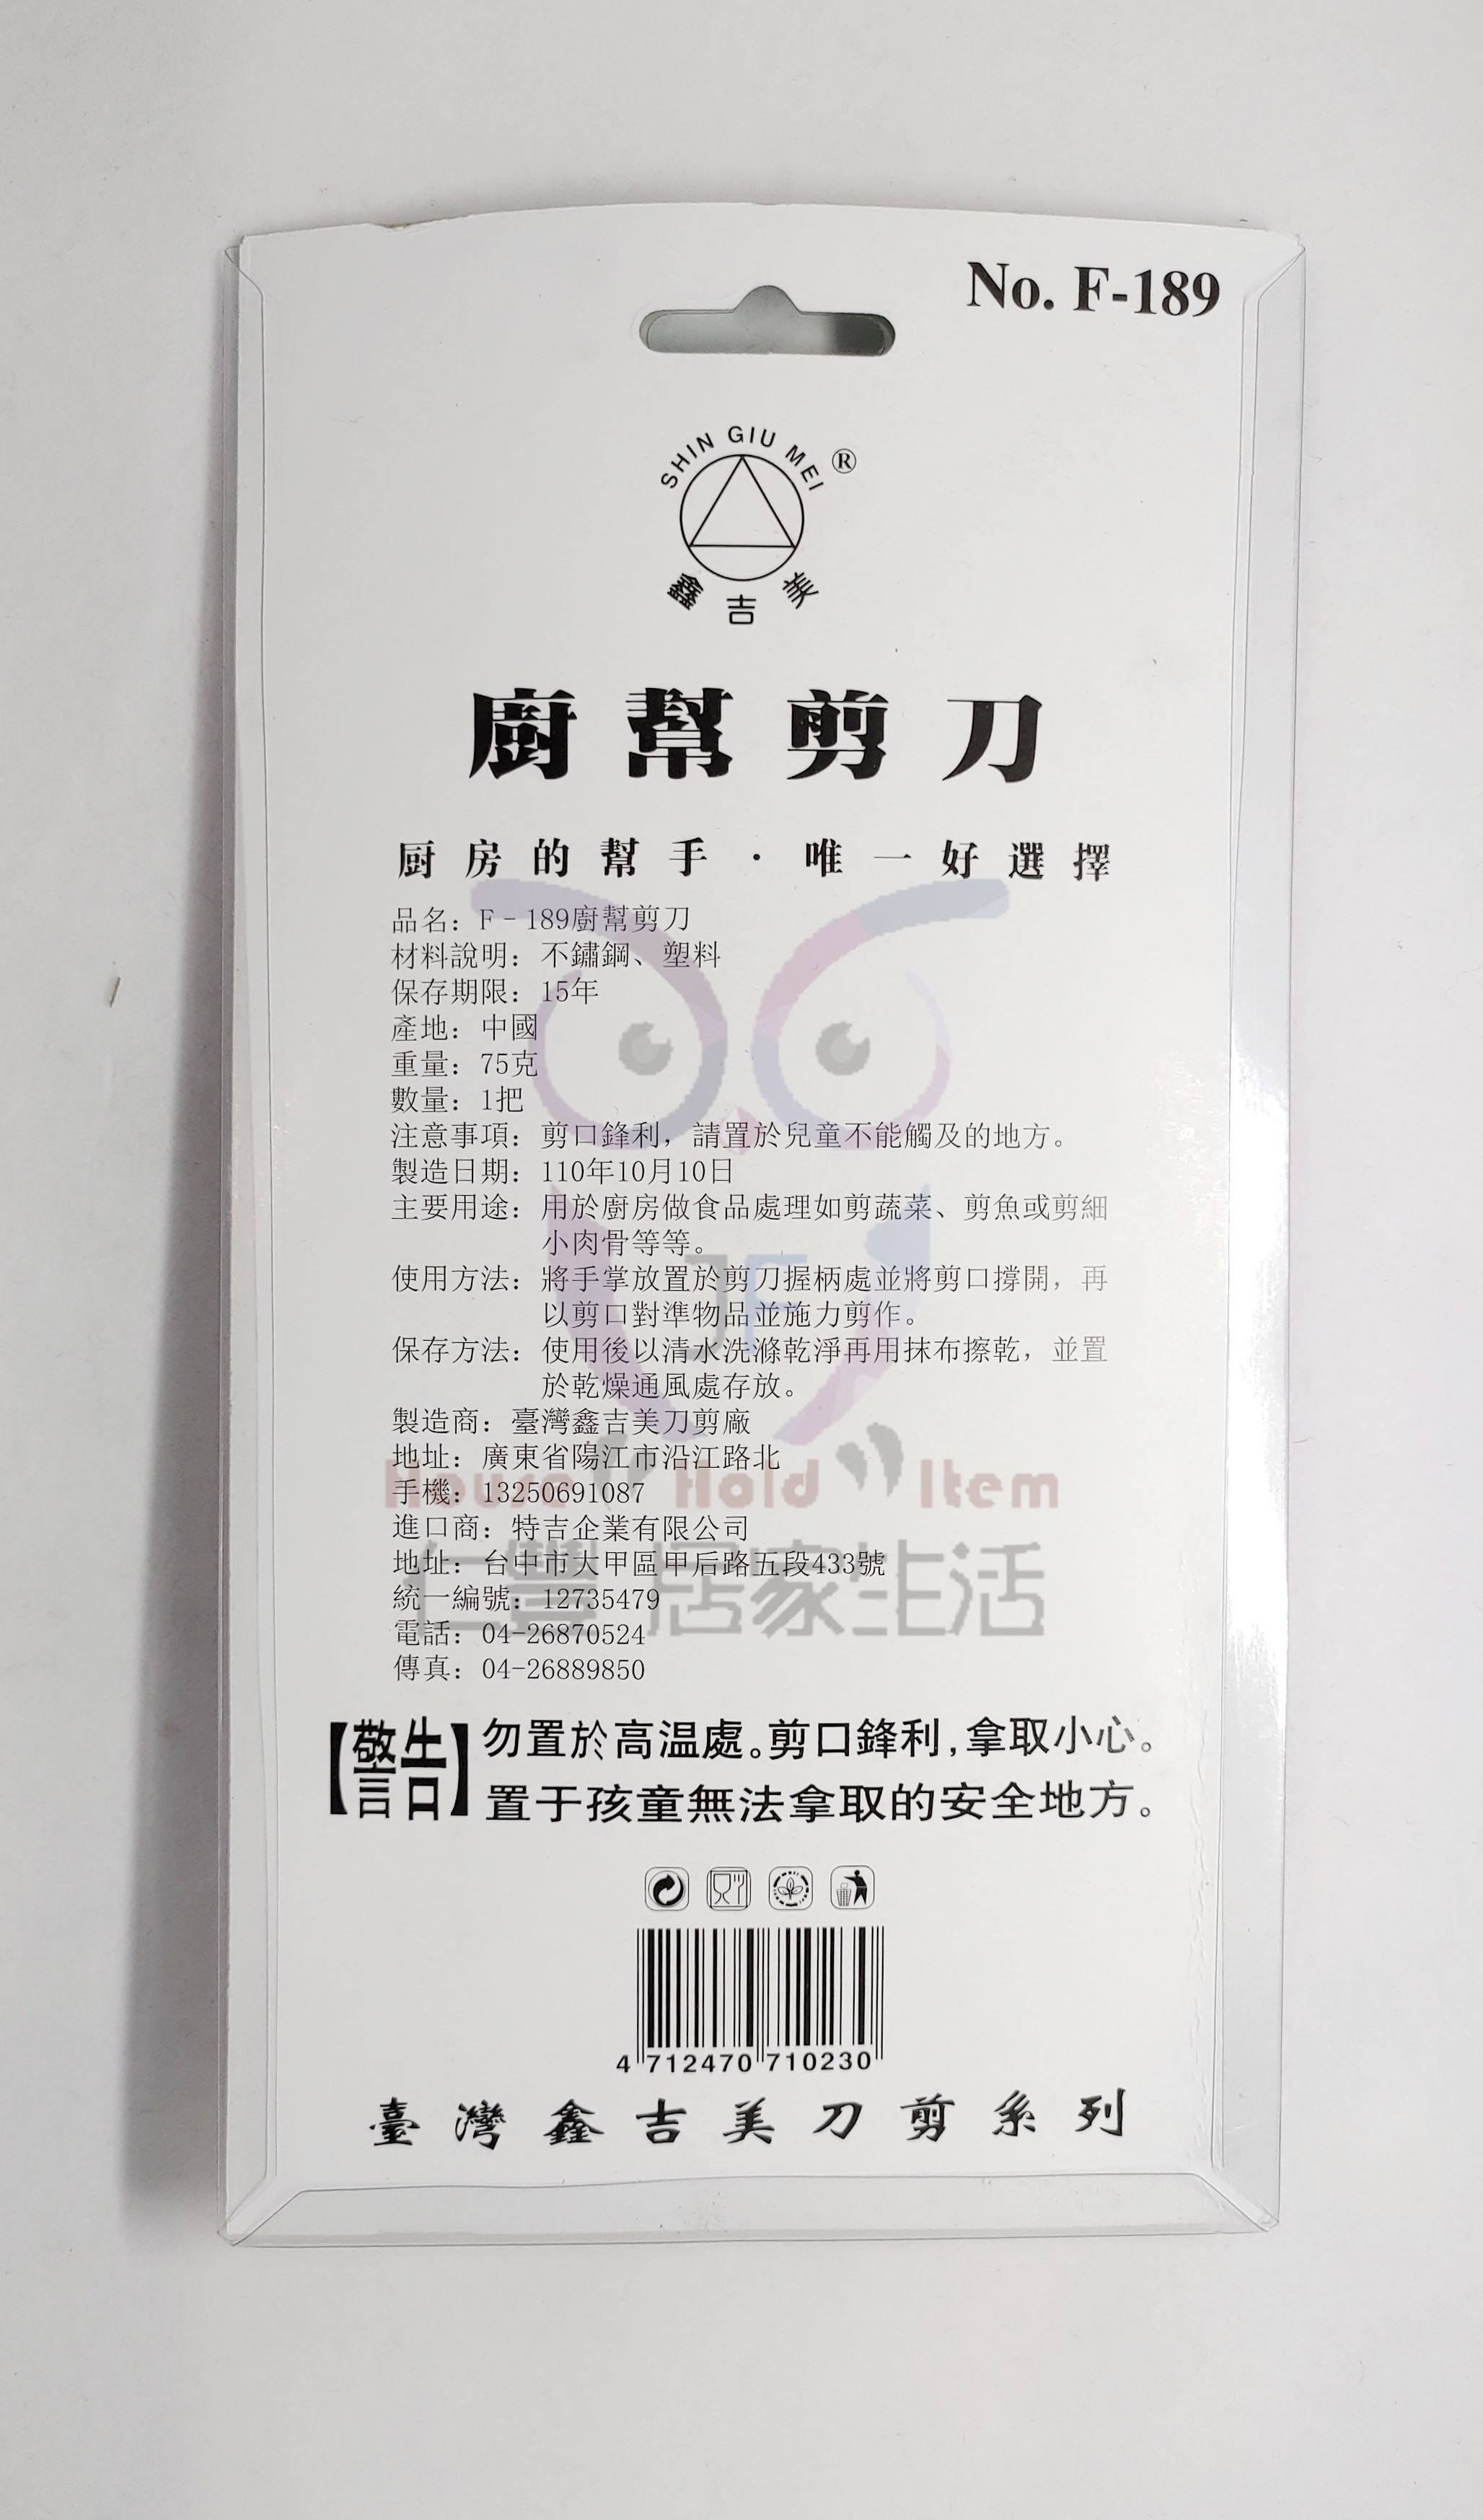 No. F-189
SHIN GIU MEI ®
鑫吉美
廚幫剪刀
厨房的幫手·唯一好選擇
品名：F－189廚幫剪刀
材料說明：不鏽鋼、塑料
保存期限：15年
產地：中國
重量：75克
數量：1把
注意事項：剪口鋒利，請置於兒童不能觸及的地方。
製造日期：110年10月10日
主要用途：用於廚房做食品處理如剪蔬菜、剪魚或剪細
小肉骨等等。
使用方法：將手掌放置於剪刀握柄處並將剪口撐開，再
以剪口對準物品並施力剪作。
保存方法：使用後以清水洗滌乾淨再用抹布擦乾，並置
於乾燥通風處存放。
製造商：臺灣鑫吉美刀剪廠
地址：廣東省陽江市沿江路北
手機：13250691087
進口商：特吉企業有限公司
地址：台中市大甲區甲后路五段433號
統一編號：12735479
電話：04-26870524
傳真：04-26889850
JF
House Hold Item
仁豐 居家生活
【警告】勿置於高温處。剪口鋒利，拿取小心。
置于孩童無法拿取的安全地方。
4 712470 710230
臺灣鑫吉美刀剪系列